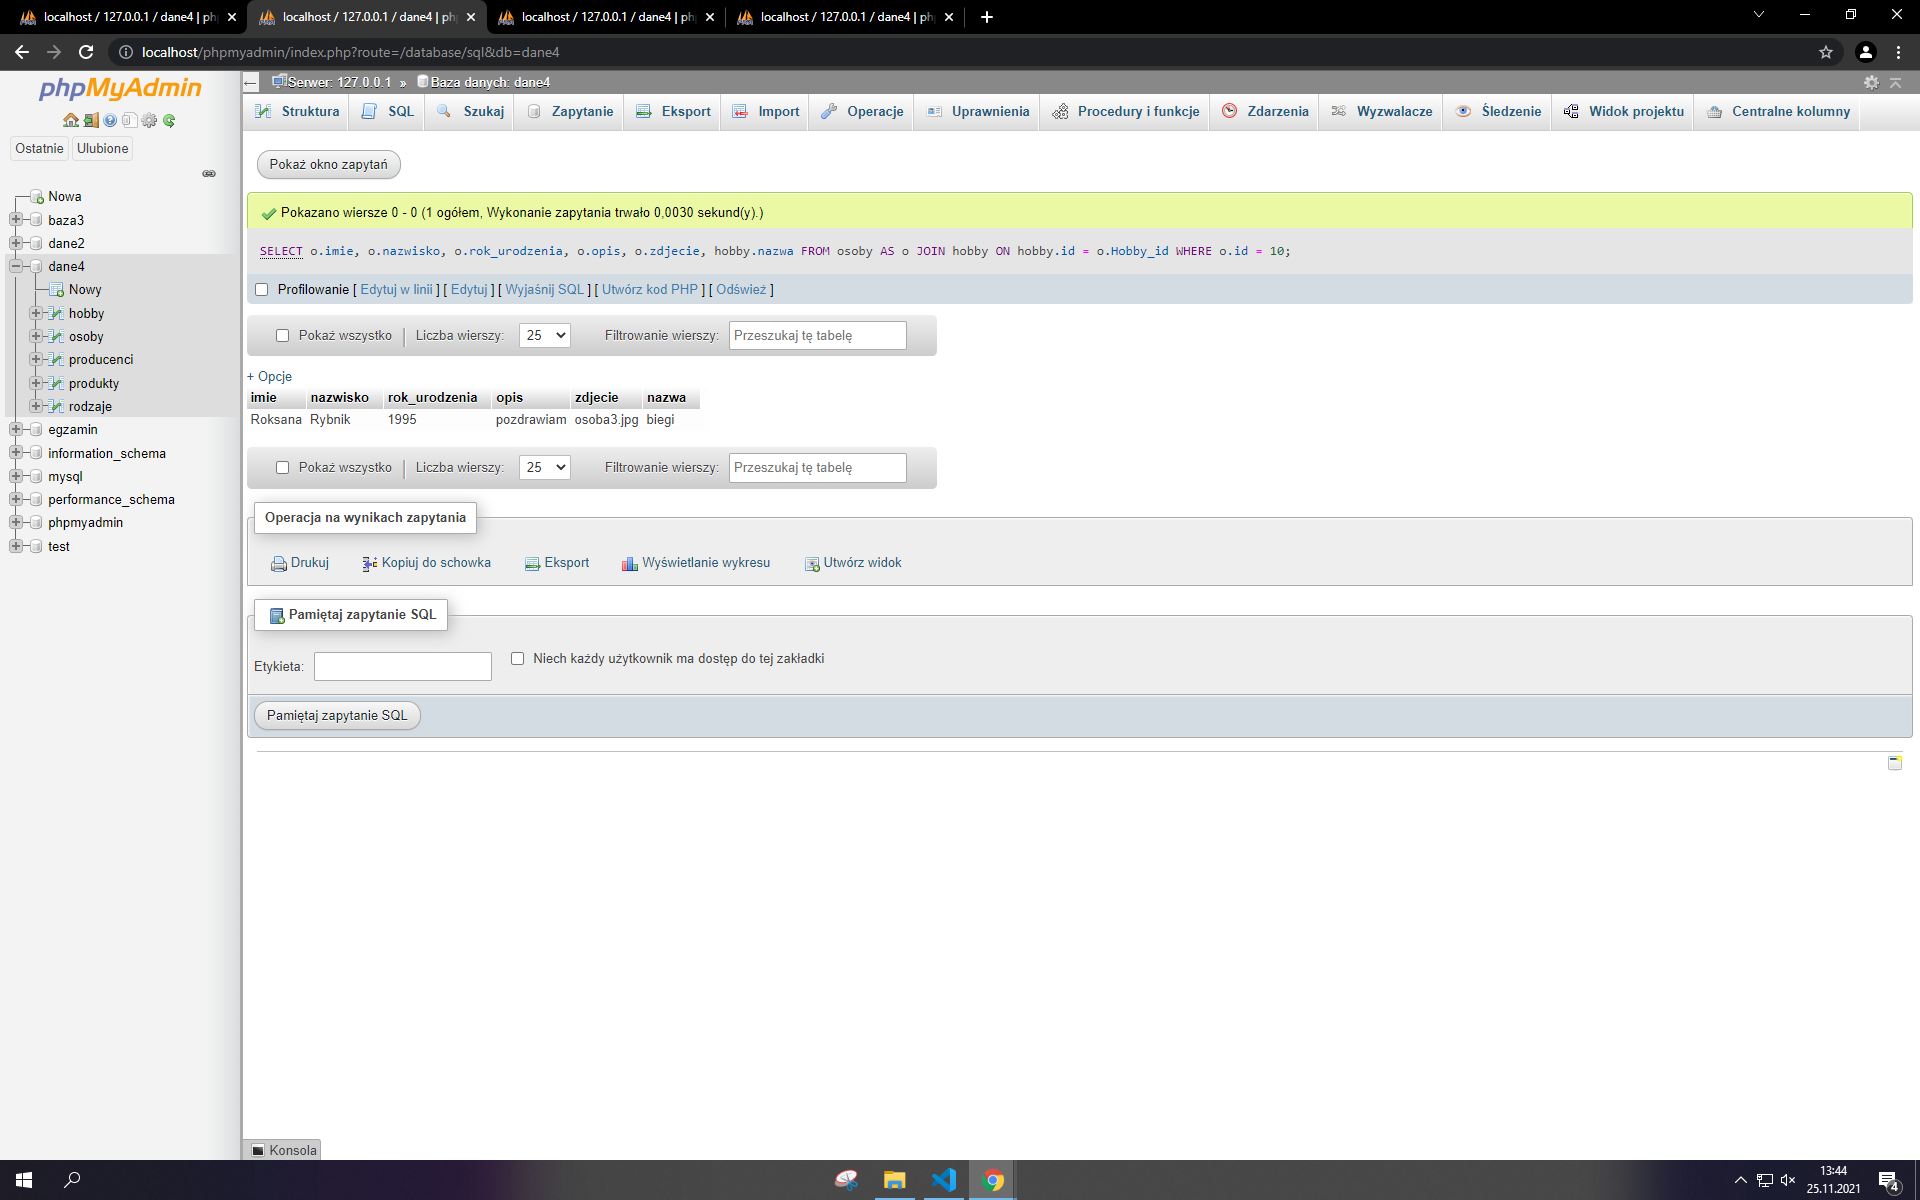 localhost / 127.0.0.1 / dane4 | ph
localhost / 127.0.0.1 / dane4 | ph
localhost / 127.0.0.1 / dane4 | ph
localhost / 127.0.0.1 / dane4 | ph
localhost/phpmyadmin/index.php?route=/database/sql&db=dane4
phpMyAdmin
Ostatnie Ulubione
Nowa
baza3
dane2
dane4
Nowy
hobby
osoby
producenci
produkty
rodzaje
egzamin
information_schema
mysql
performance_schema
phpmyadmin
test
Serwer: 127.0.0.1 » Baza danych: dane4
Struktura SQL Szukaj Zapytanie Eksport Import Operacje Uprawnienia Procedury i funkcje Zdarzenia Wyzwalacze Śledzenie Widok projektu Centralne kolumny
Pokaż okno zapytań
Pokazano wiersze 0 - 0 (1 ogółem, Wykonanie zapytania trwało 0,0030 sekund(y).)
SELECT o.imie, o.nazwisko, o.rok_urodzenia, o.opis, o.zdjecie, hobby.nazwa FROM osoby AS o JOIN hobby ON hobby.id = o.Hobby_id WHERE o.id = 10;
Profilowanie [ Edytuj w linii ] [ Edytuj ] [ Wyjaśnij SQL ] [ Utwórz kod PHP ] [ Odśwież ]
Pokaż wszystko Liczba wierszy: 25 Filtrowanie wierszy: Przeszukaj tę tabelę
+ Opcje
imie nazwisko rok_urodzenia opis zdjecie nazwa
Roksana Rybnik 1995 pozdrawiam osoba3.jpg biegi
Pokaż wszystko Liczba wierszy: 25 Filtrowanie wierszy: Przeszukaj tę tabelę
Operacja na wynikach zapytania
Drukuj Kopiuj do schowka Eksport Wyświetlanie wykresu Utwórz widok
Pamiętaj zapytanie SQL
Etykieta: Niech każdy użytkownik ma dostęp do tej zakładki
Pamiętaj zapytanie SQL
Konsola
13:44
25.11.2021
4